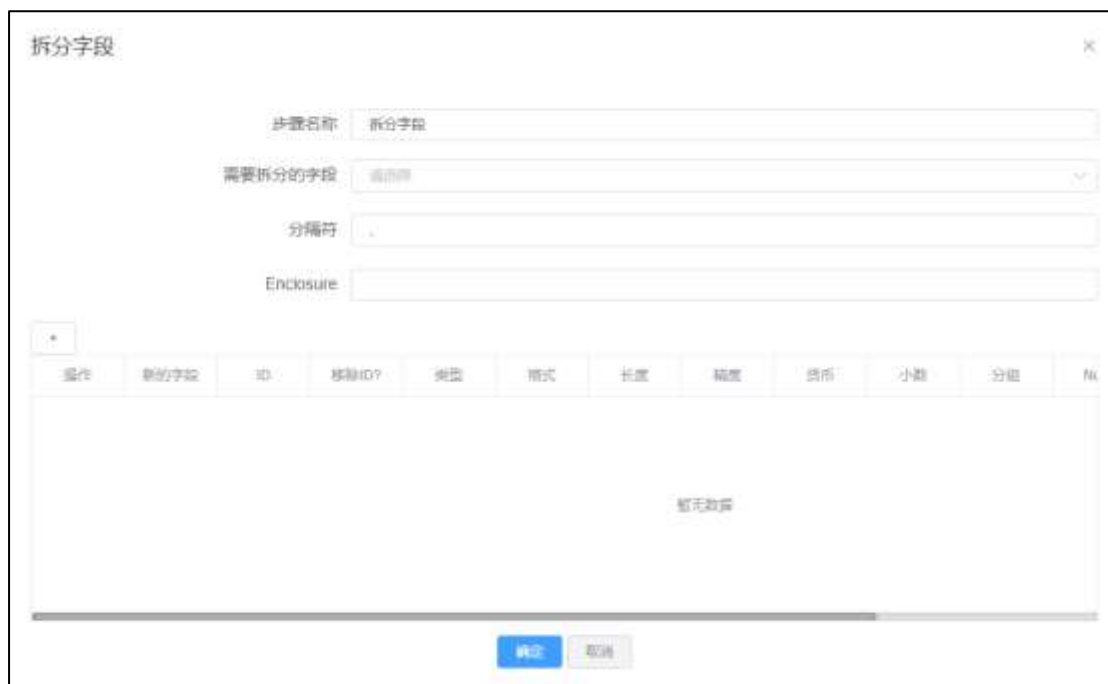 拆分字段 ×
步骤名称 拆分字段
需要拆分的字段 请选择
分隔符 ,
Enclosure
+
操作 新的字段 ID 移除ID? 类型 格式 长度 精度 货币 小数 分组 Nu
暂无数据
确定 取消